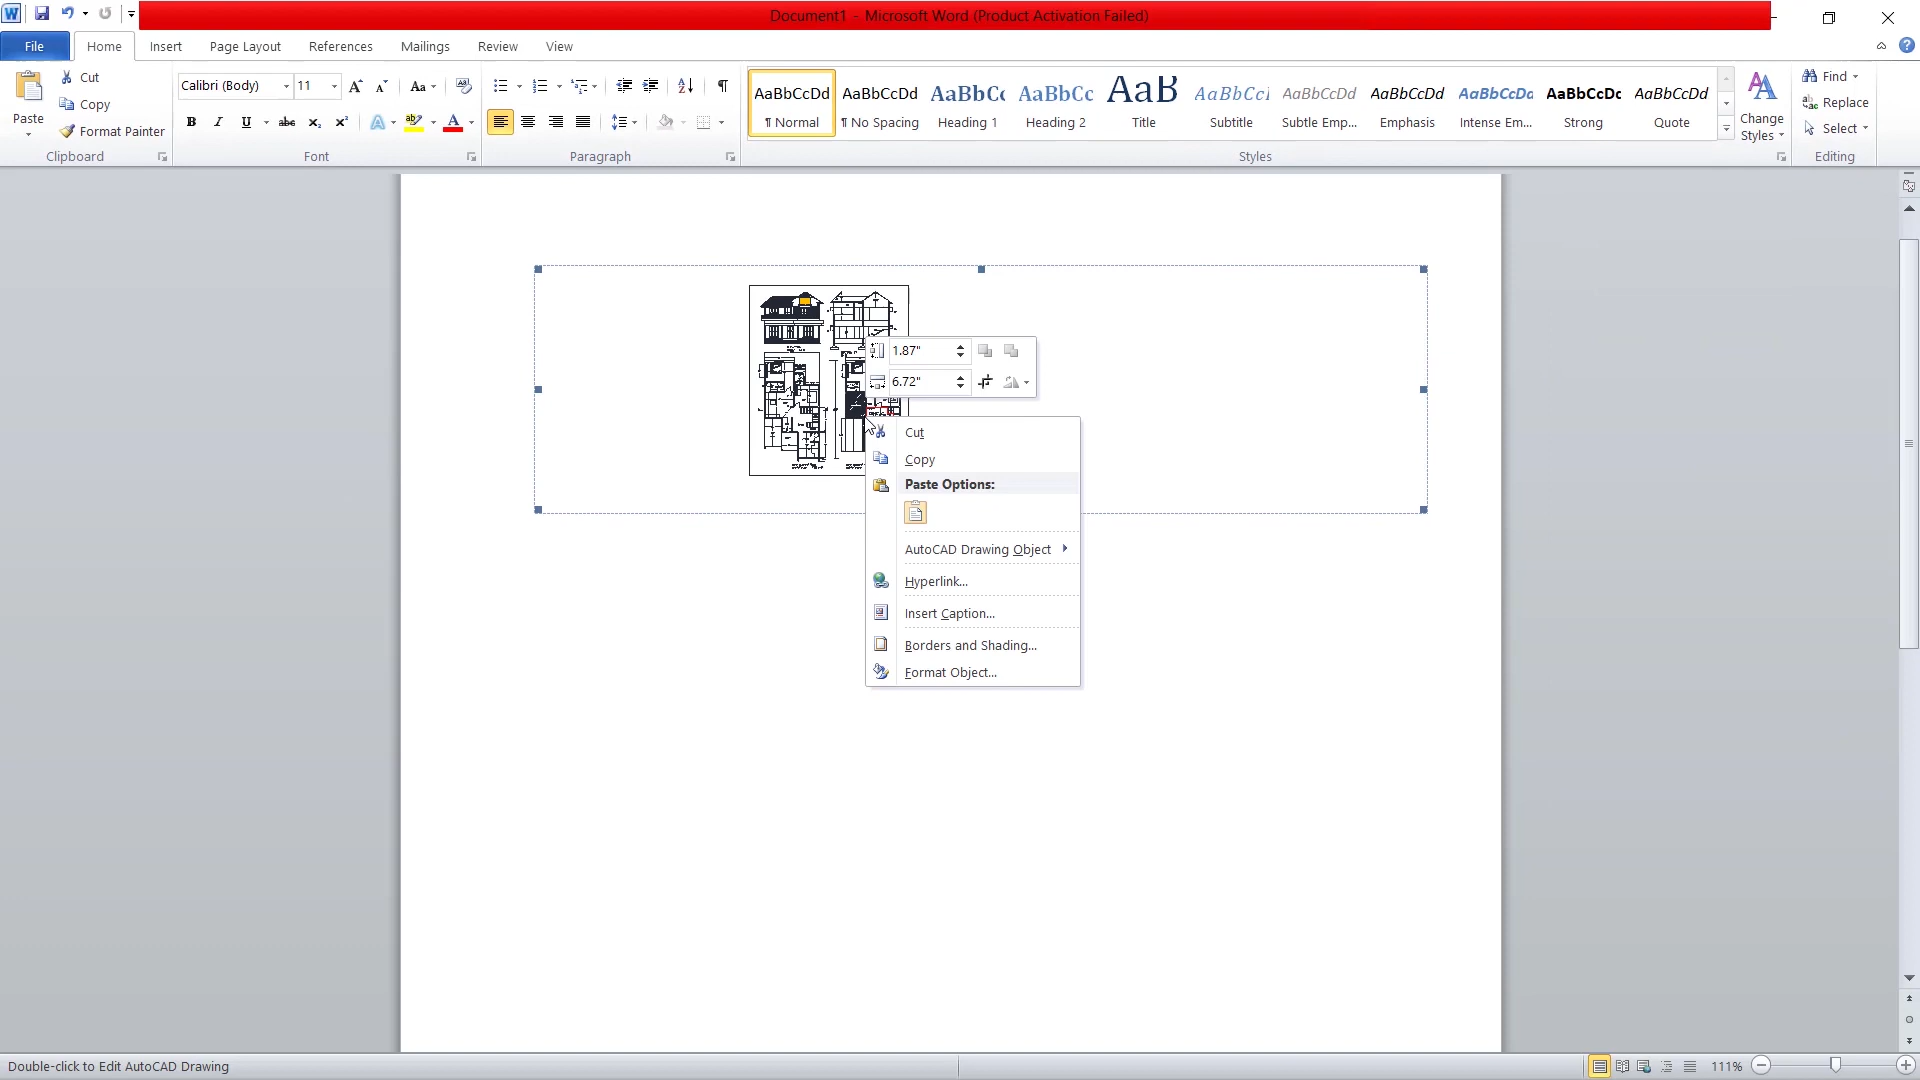 Document1 - Microsoft Word (Product Activation Failed)
File Home Insert Page Layout References Mailings Review View
Paste
Cut
Copy
Format Painter
Clipboard
Calibri (Body) 11
Font
Paragraph
AaBbCcDd AaBbCcDd AaBbCc AaBbCc AaB AaBbCcl AaBbCcDd AaBbCcDd AaBbCcDd AaBbCcDc AaBbCcDd
¶ Normal ¶ No Spacing Heading 1 Heading 2 Title Subtitle Subtle Emp... Emphasis Intense Em... Strong Quote
Styles
Change
Styles
Find
Replace
Select
Editing
1.87"
6.72"
Cut
Copy
Paste Options:
AutoCAD Drawing Object
Hyperlink...
Insert Caption...
Borders and Shading...
Format Object...
Double-click to Edit AutoCAD Drawing
111%